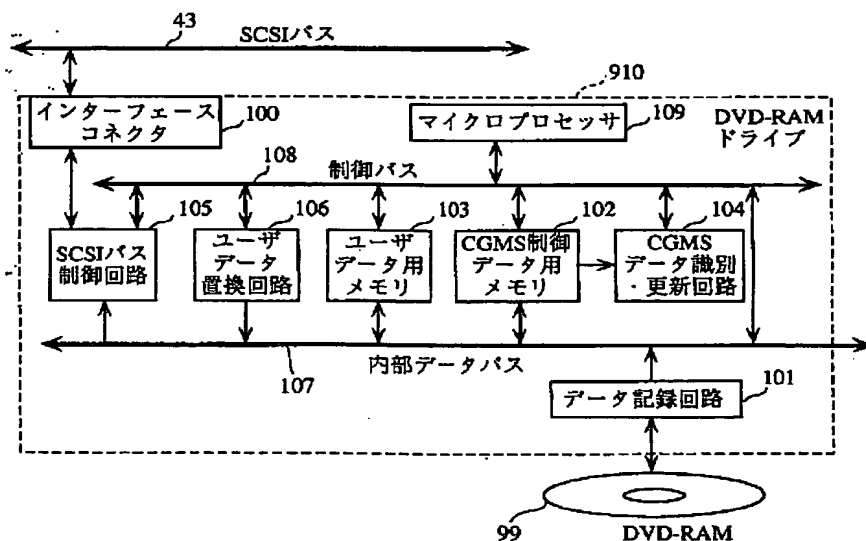 43
SCSIバス
910
インターフェース
コネクタ
100
マイクロプロセッサ
109
DVD-RAM
ドライブ
108
制御バス
105
106
103
102
104
SCSIバス
制御回路
ユーザ
データ
置換回路
ユーザ
データ用
メモリ
CGMS制御
データ用
メモリ
CGMS
データ識別
・更新回路
107
内部データバス
101
データ記録回路
99
DVD-RAM